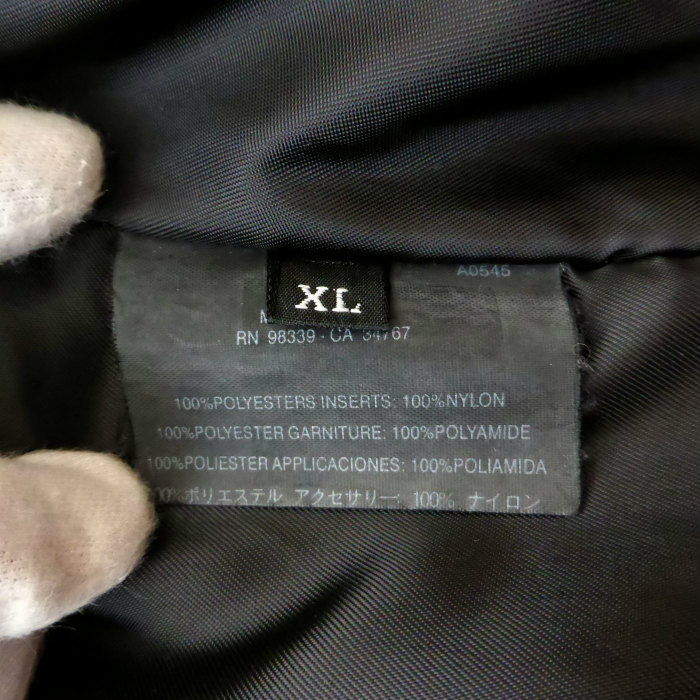 A0545
XL
RN 98339 · CA 34767
100%POLYESTERS INSERTS: 100%NYLON
100%POLYESTER GARNITURE: 100%POLYAMIDE
100%POLIESTER APPLICACIONES: 100%POLIAMIDA
00%ポリエステル アクセサリー: 100% ナイロン